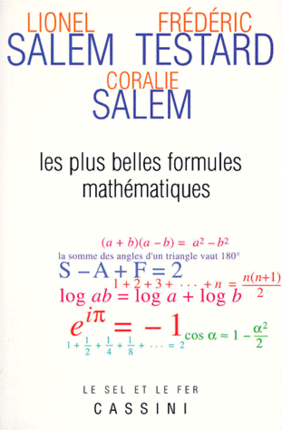 LIONEL FRÉDÉRIC
SALEM TESTARD
CORALIE
SALEM
les plus belles formules
mathématiques
(a + b)(a – b) = a² – b²
la somme des angles d'un triangle vaut 180°
S – A + F = 2
1 + 2 + 3 + ··· + n = n(n+1)/2
log ab = log a + log b
e^iπ = – 1
cos α ≈ 1 – α²/2
1 + 1/2 + 1/4 + 1/8 + ··· = 2
LE SEL ET LE FER
CASSINI